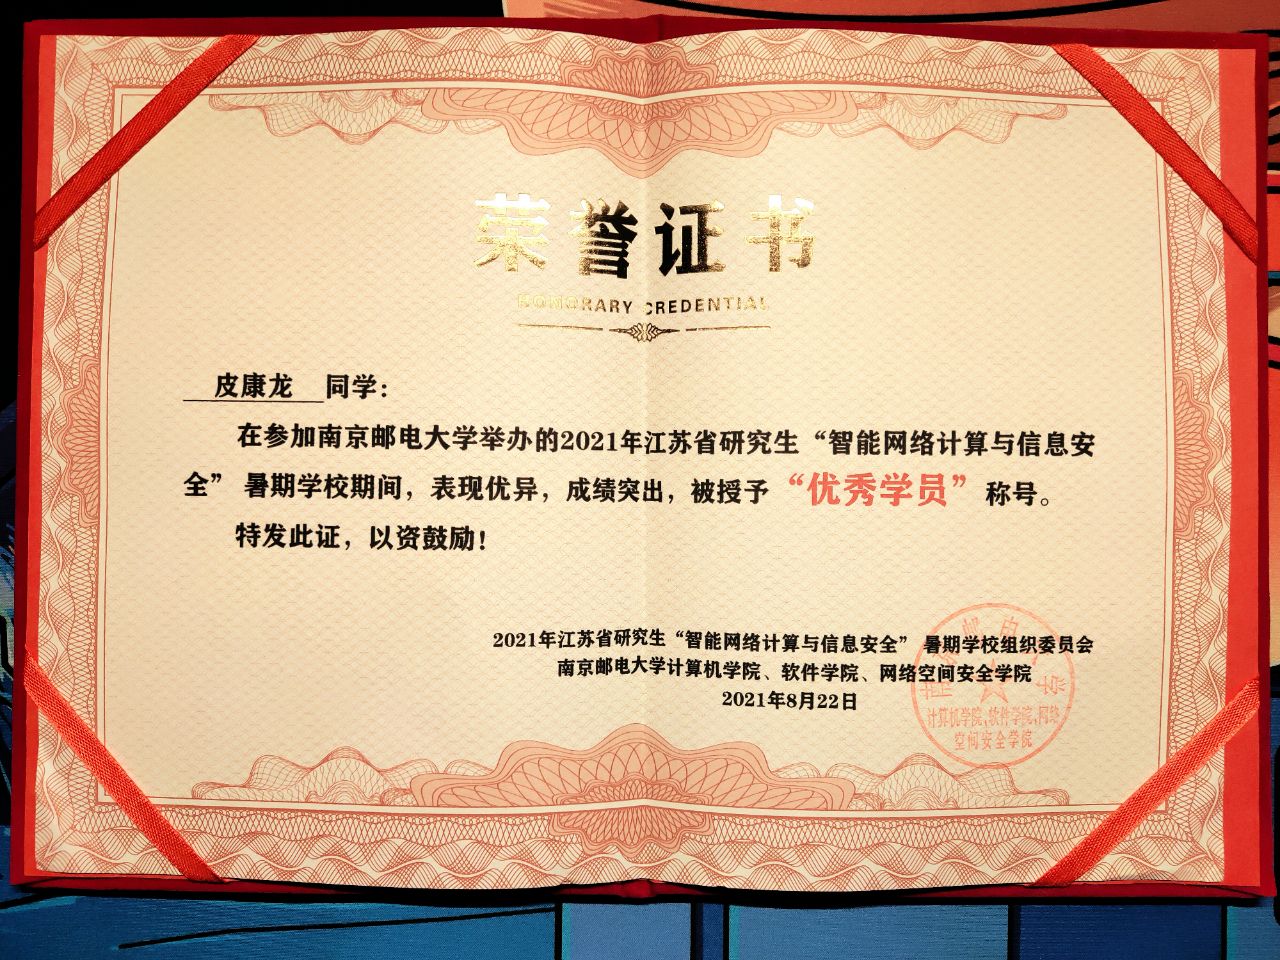 荣誉证书
HONORARY CREDENTIAL
皮康龙 同学：
在参加南京邮电大学举办的2021年江苏省研究生“智能网络计算与信息安
全”暑期学校期间，表现优异，成绩突出，被授予“优秀学员”称号。
特发此证，以资鼓励！
2021年江苏省研究生“智能网络计算与信息安全”暑期学校组织委员会
南京邮电大学计算机学院、软件学院、网络空间安全学院
2021年8月22日
南京邮电大学
计算机学院、软件学院、网络
空间安全学院